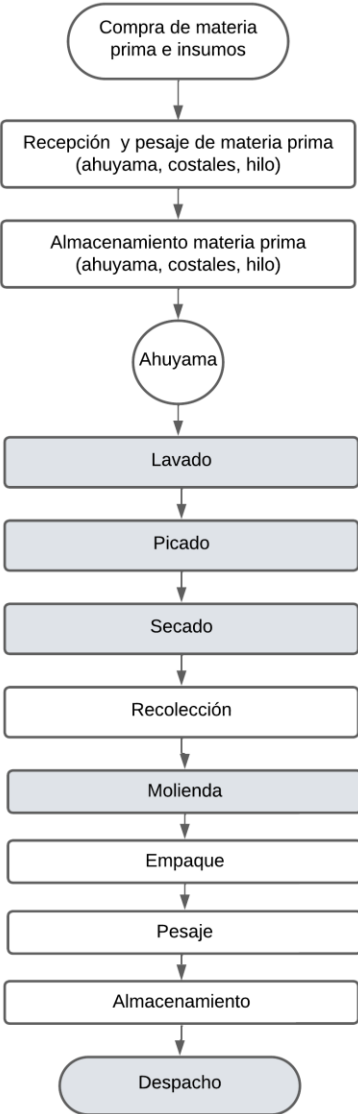 Compra de materia
prima e insumos
Recepción y pesaje de materia prima
(ahuyama, costales, hilo)
Almacenamiento materia prima
(ahuyama, costales, hilo)
Ahuyama
Lavado
Picado
Secado
Recolección
Molienda
Empaque
Pesaje
Almacenamiento
Despacho